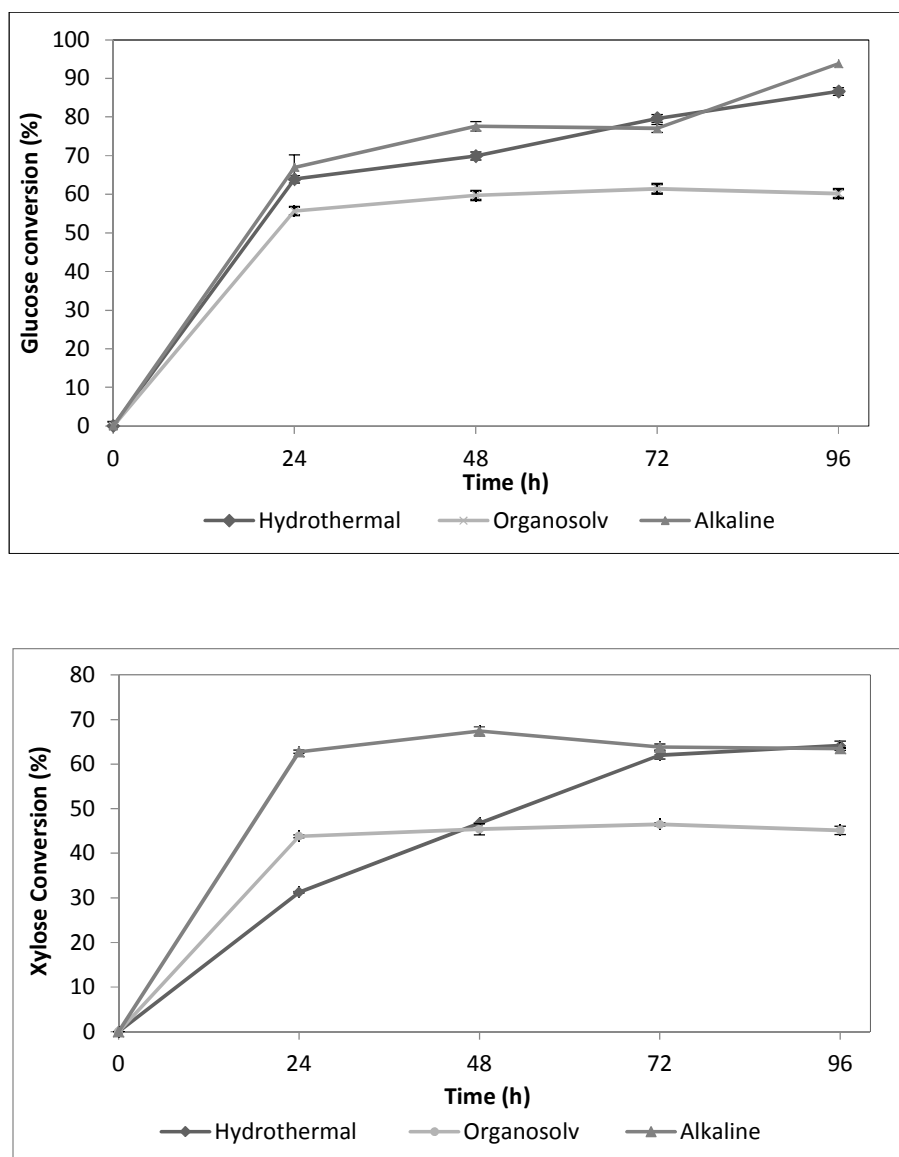 100
90
80
70
60
50
40
30
20
10
0
Glucose conversion (%)
0 24 48 72 96
Time (h)
Hydrothermal Organosolv Alkaline
80
70
60
50
40
30
20
10
0
Xylose Conversion (%)
0 24 48 72 96
Time (h)
Hydrothermal Organosolv Alkaline